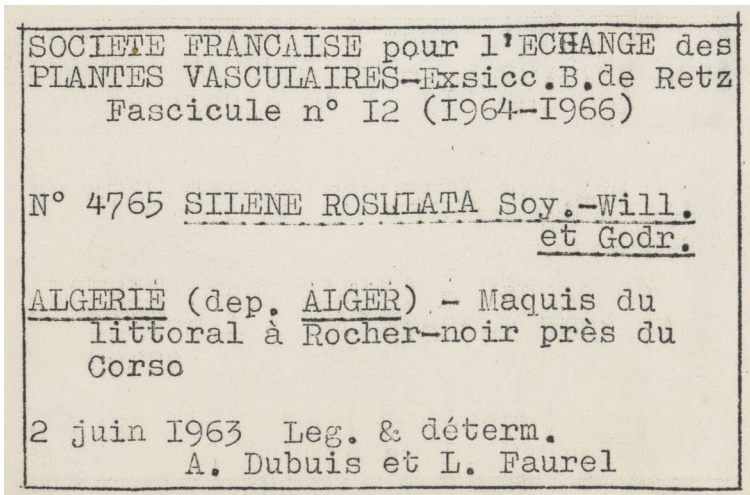 SOCIETE FRANCAISE pour l'ECHANGE des
PLANTES VASCULAIRES-Exsicc.B.de Retz
Fascicule n° I2 (I964-I966)
N° 4765 SILENE ROSULATA Soy.-Will.
et Godr.
ALGERIE (dep. ALGER) - Maquis du
littoral à Rocher-noir près du
Corso
2 juin I963 Leg. & déterm.
A. Dubuis et L. Faurel